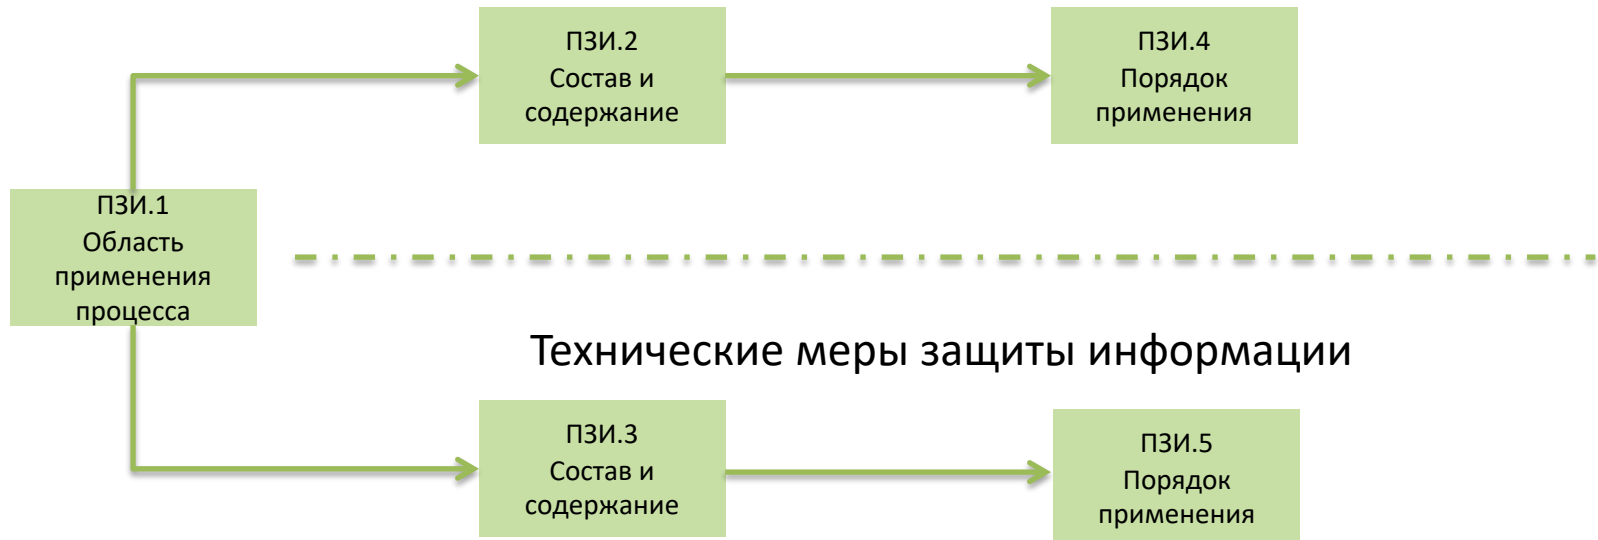 ПЗИ.2
Состав и
содержание
ПЗИ.4
Порядок
применения
ПЗИ.1
Область
применения
процесса
Технические меры защиты информации
ПЗИ.3
Состав и
содержание
ПЗИ.5
Порядок
применения